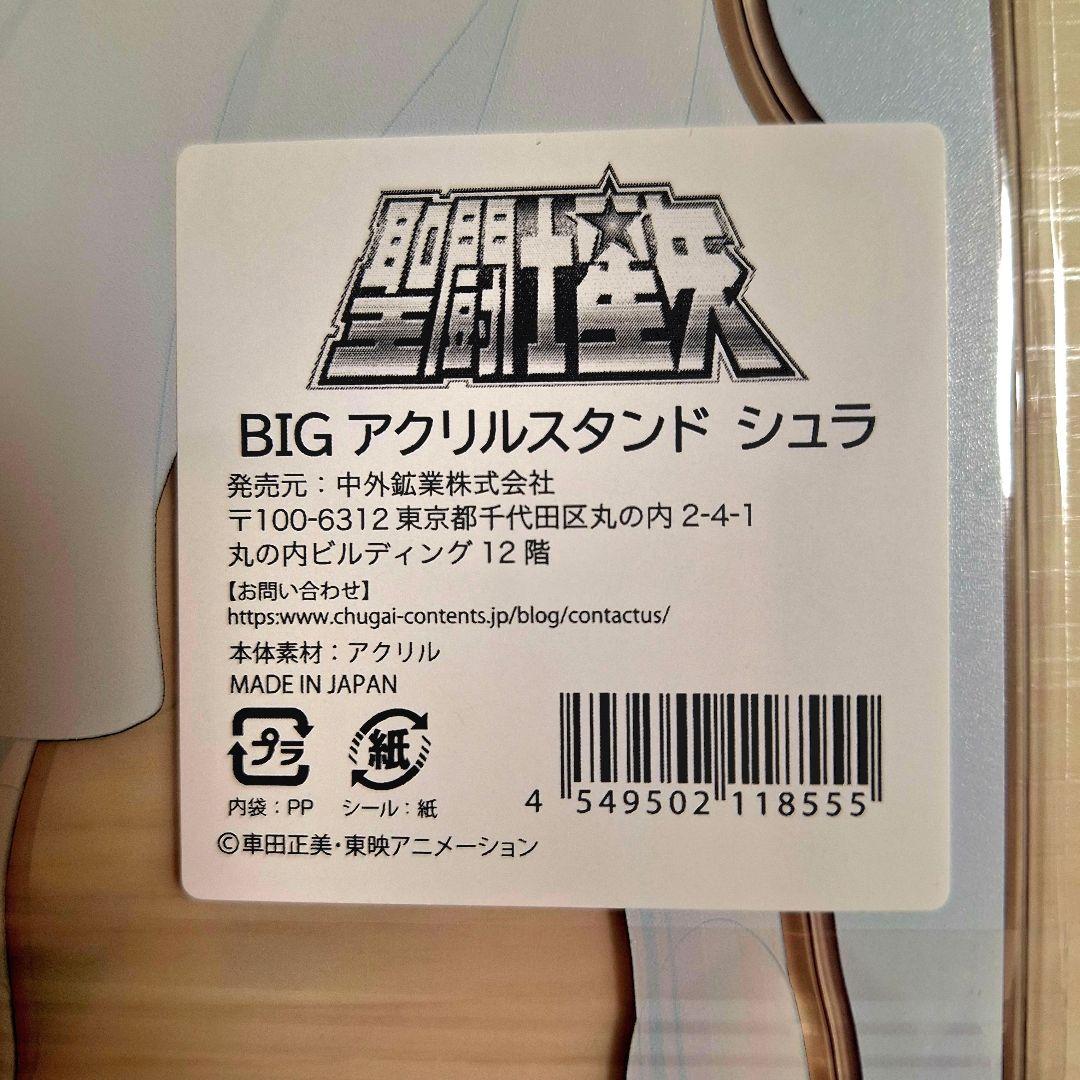 聖闘士星矢
BIG アクリルスタンド シュラ
発売元：中外鉱業株式会社
〒100-6312 東京都千代田区丸の内 2-4-1
丸の内ビルディング 12 階
【お問い合わせ】
https:www.chugai-contents.jp/blog/contactus/
本体素材：アクリル
MADE IN JAPAN
プラ 紙
内袋：PP シール：紙
4 549502 118555
©車田正美・東映アニメーション